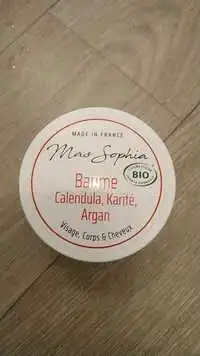 MADE IN FRANCE
Mas Sophia
BIO
Baume
Calendula, Karité,
Argan
Visage, Corps & Cheveux